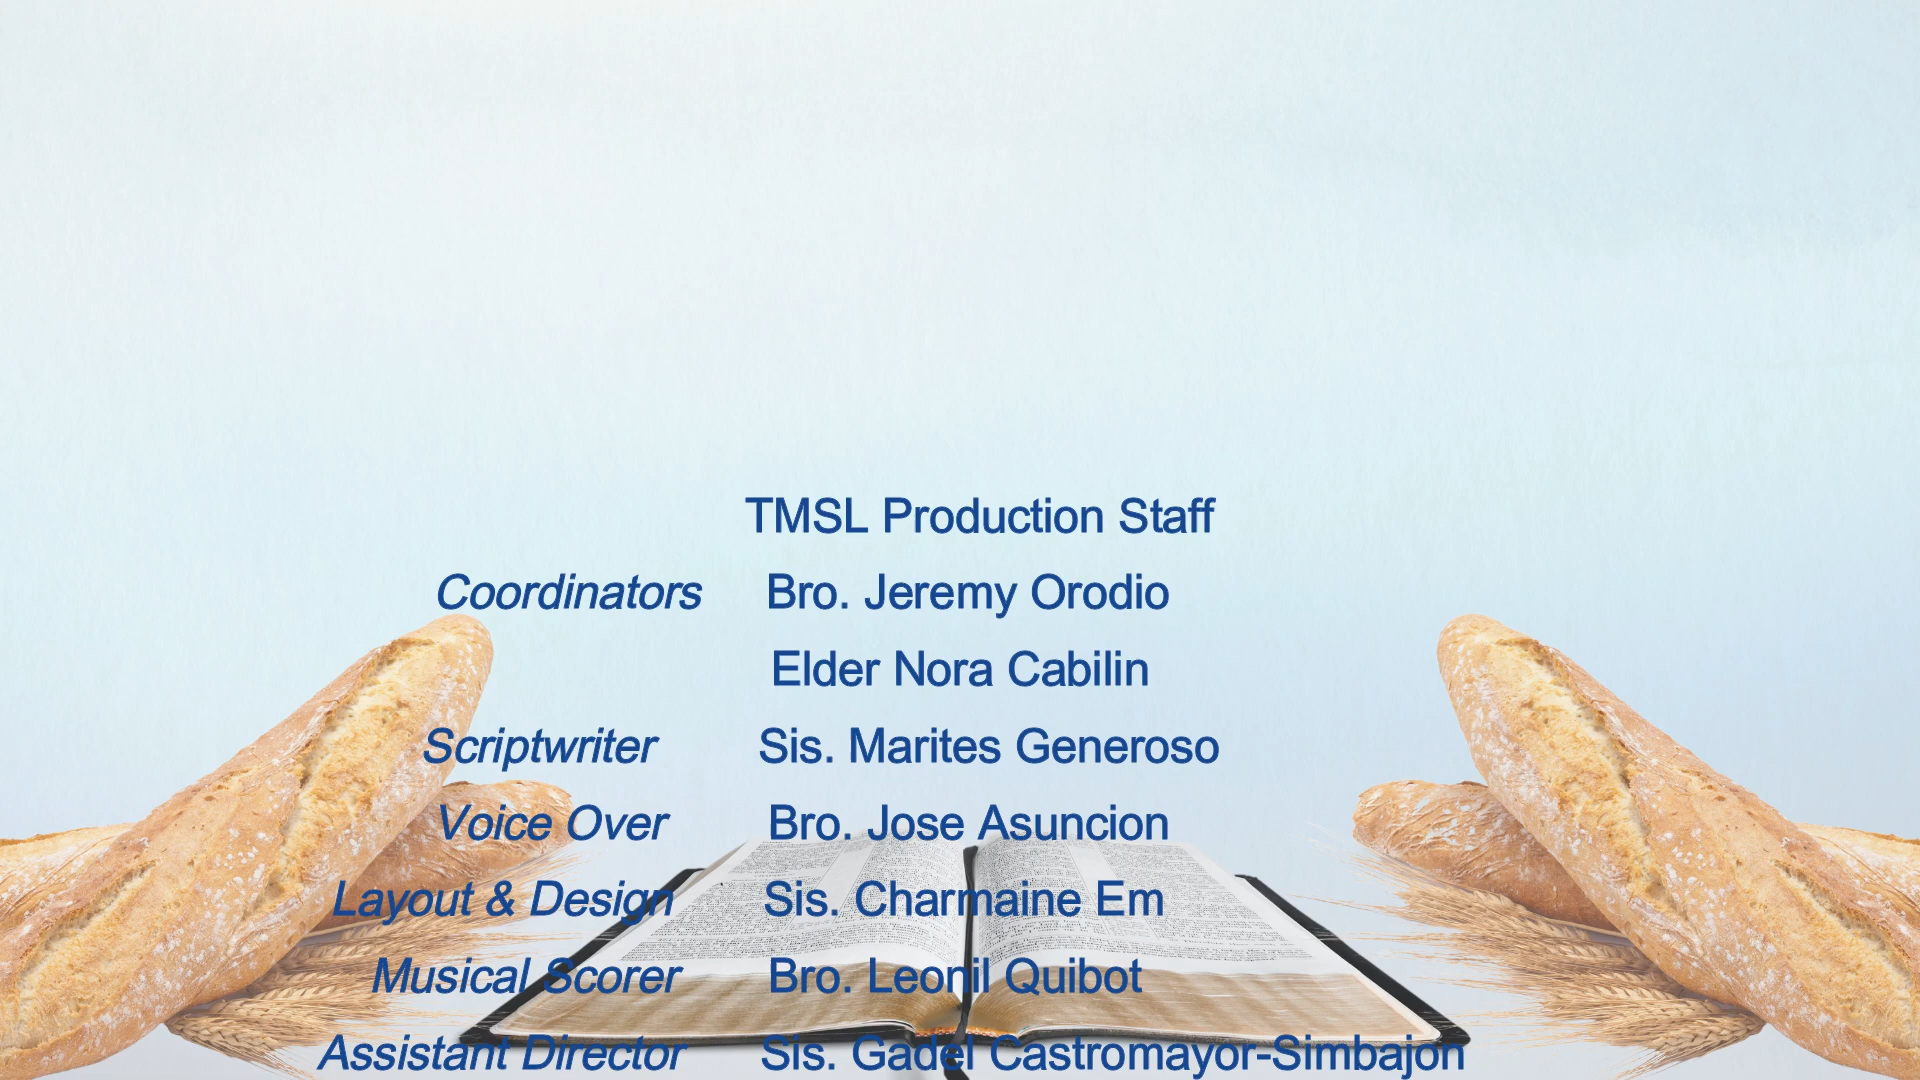 TMSL Production Staff
Coordinators Bro. Jeremy Orodio
Elder Nora Cabilin
Scriptwriter Sis. Marites Generoso
Voice Over Bro. Jose Asuncion
Layout & Design Sis. Charmaine Em
Musical Scorer Bro. Leonil Quibot
Assistant Director Sis. Gadel Castromayor-Simbajon